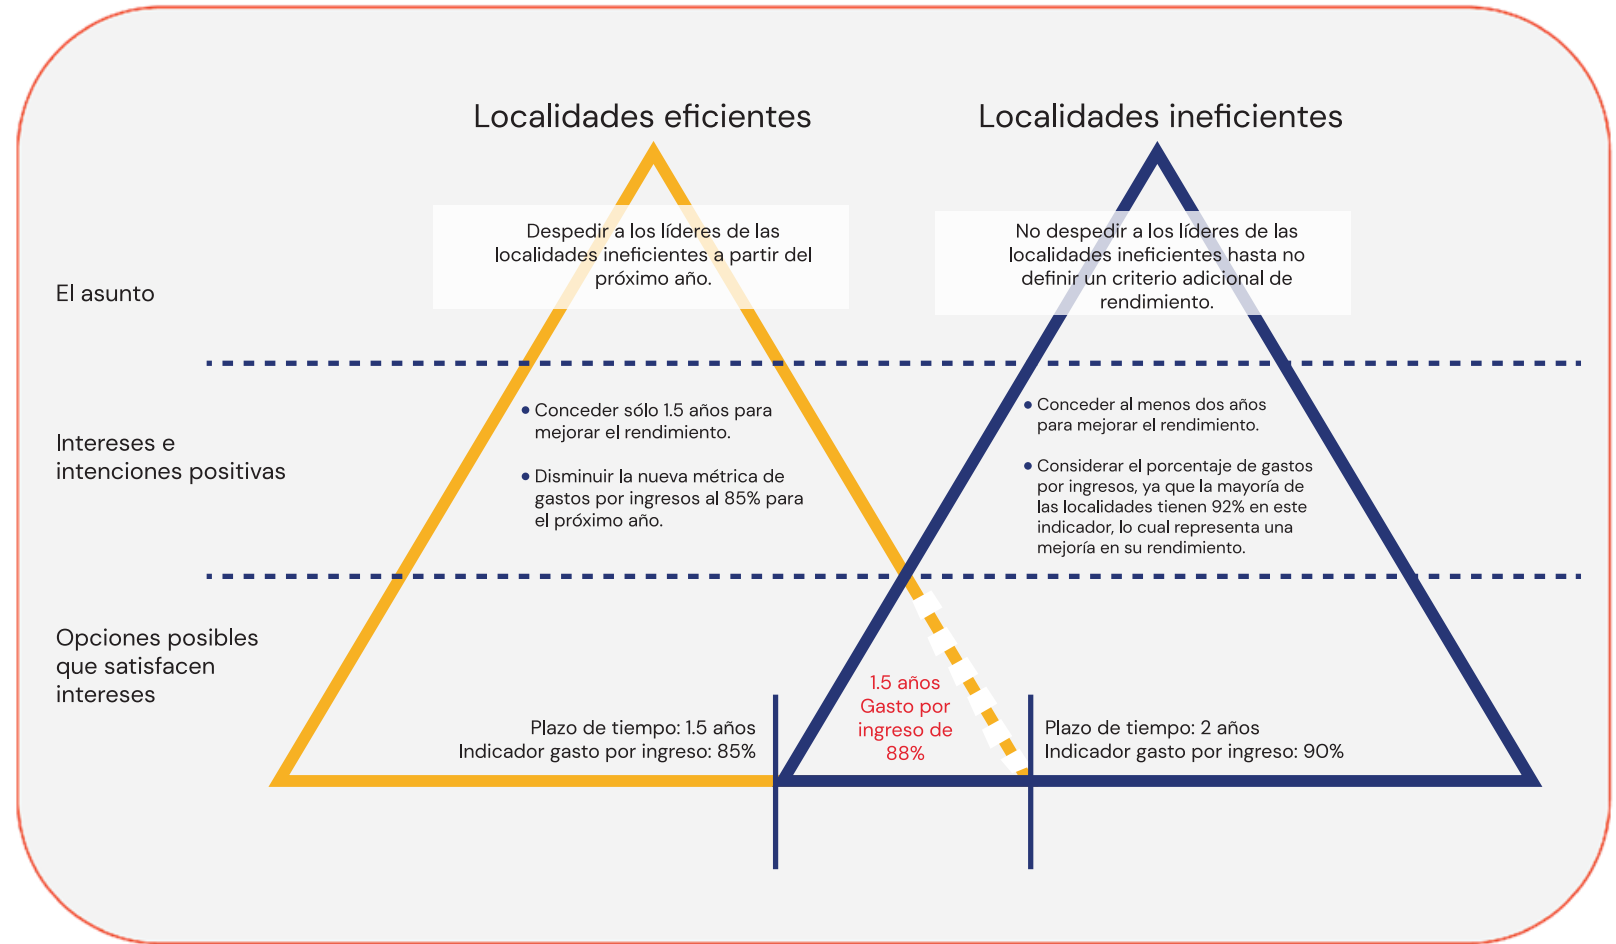 Localidades eficientes
Localidades ineficientes
El asunto
Despedir a los líderes de las
localidades ineficientes a partir del
próximo año.
No despedir a los líderes de las
localidades ineficientes hasta no
definir un criterio adicional de
rendimiento.
Intereses e
intenciones positivas
• Conceder sólo 1.5 años para
mejorar el rendimiento.
• Disminuir la nueva métrica de
gastos por ingresos al 85% para
el próximo año.
• Conceder al menos dos años
para mejorar el rendimiento.
• Considerar el porcentaje de gastos
por ingresos, ya que la mayoría de
las localidades tienen 92% en este
indicador, lo cual representa una
mejoría en su rendimiento.
Opciones posibles
que satisfacen
intereses
Plazo de tiempo: 1.5 años
Indicador gasto por ingreso: 85%
1.5 años
Gasto por
ingreso de
88%
Plazo de tiempo: 2 años
Indicador gasto por ingreso: 90%